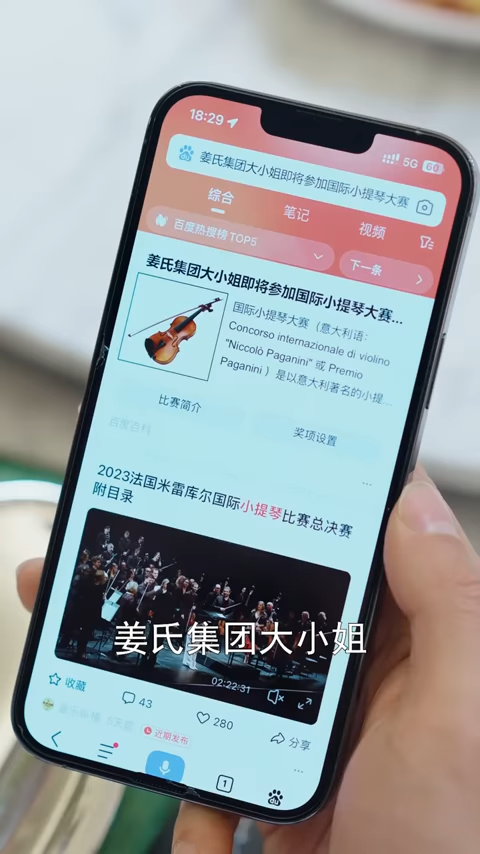 18:29
5G
60
姜氏集团大小姐即将参加国际小提琴大赛
综合
笔记
视频
百度热搜榜 TOP5
下一条
姜氏集团大小姐即将参加国际小提琴大赛...
国际小提琴大赛（意大利语：
Concorso internazionale di violino
"Niccolò Paganini" 或 Premio
Paganini ）是以意大利著名的小提...
比赛简介
奖项设置
百度百科
2023法国米雷库尔国际小提琴比赛总决赛
附目录
姜氏集团大小姐
02:22:31
收藏
43
280
分享
近期发布
1
du